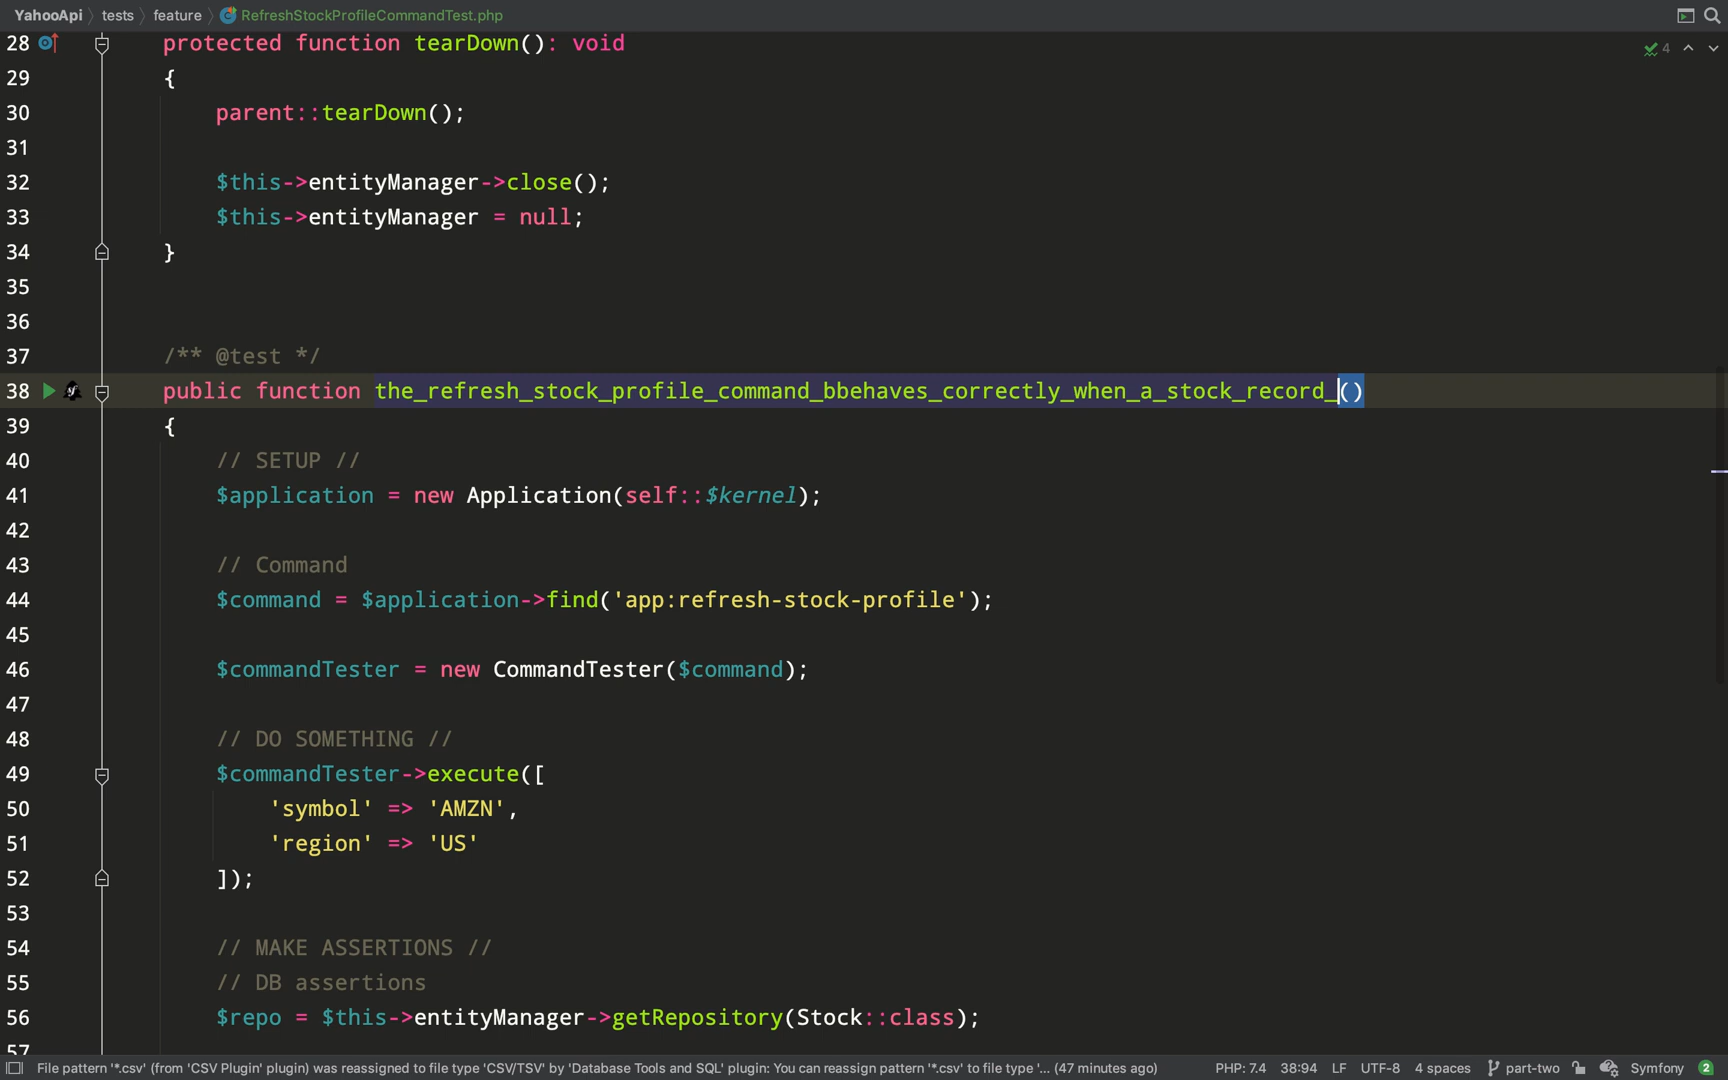 YahooApi tests feature RefreshStockProfileCommandTest.php
4
28 protected function tearDown(): void
29 {
30 parent::tearDown();
31
32 $this->entityManager->close();
33 $this->entityManager = null;
34 }
35
36
37 /** @test */
38 public function the_refresh_stock_profile_command_bbehaves_correctly_when_a_stock_record_()
39 {
40 // SETUP //
41 $application = new Application(self::$kernel);
42
43 // Command
44 $command = $application->find('app:refresh-stock-profile');
45
46 $commandTester = new CommandTester($command);
47
48 // DO SOMETHING //
49 $commandTester->execute([
50 'symbol' => 'AMZN',
51 'region' => 'US'
52 ]);
53
54 // MAKE ASSERTIONS //
55 // DB assertions
56 $repo = $this->entityManager->getRepository(Stock::class);
57
File pattern '*.csv' (from 'CSV Plugin' plugin) was reassigned to file type 'CSV/TSV' by 'Database Tools and SQL' plugin: You can reassign pattern '*.csv' to file type '... (47 minutes ago) PHP: 7.4 38:94 LF UTF-8 4 spaces part-two Symfony 2